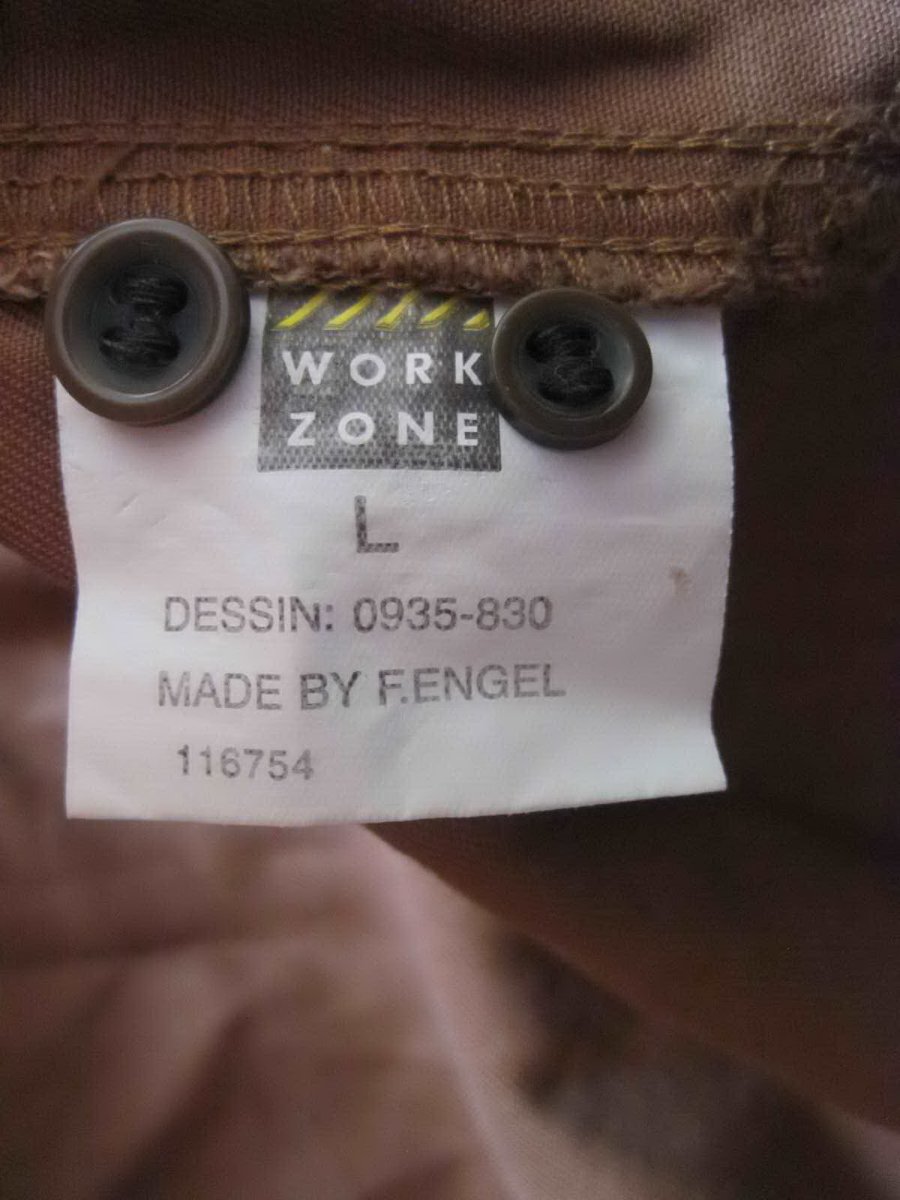 WORK
ZONE
L
DESSIN: 0935-830
MADE BY F.ENGEL
116754